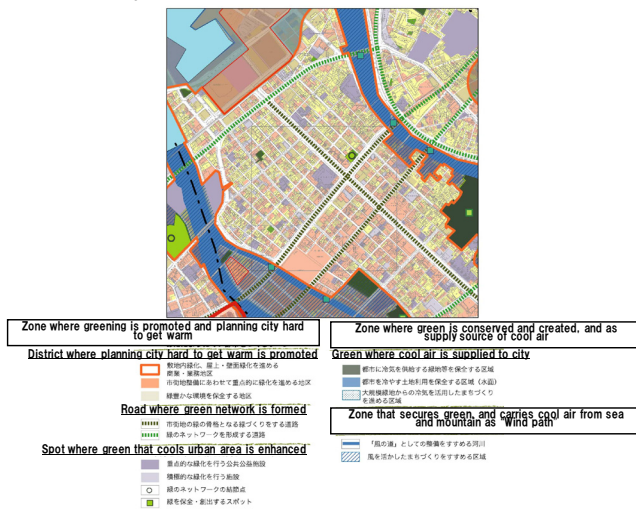 Zone where greening is promoted and planning city hard
to get warm
District where planning city hard to get warm is promoted
敷地内緑化、屋上・壁面緑化を進める
商業・業務地区
市街地整備にあわせて重点的に緑化を進める地区
緑豊かな環境を保全する地区
Road where green network is formed
市街地の緑の骨格となる緑づくりをする道路
緑のネットワークを形成する道路
Spot where green that cools urban area is enhanced
重点的な緑化を行う公共公益施設
積極的な緑化を行う施設
緑のネットワークの結節点
緑を保全・創出するスポット
Zone where green is conserved and created, and as
supply source of cool air
Green where cool air is supplied to city
都市に冷気を供給する緑地等を保全する区域
都市を冷やす土地利用を保全する区域（水面）
大規模緑地からの冷気を活用したまちづくり
を進める区域
Zone that secures green, and carries cool air from sea
and mountain as "Wind path
「風の道」としての整備をすすめる河川
風を活かしたまちづくりをすすめる区域